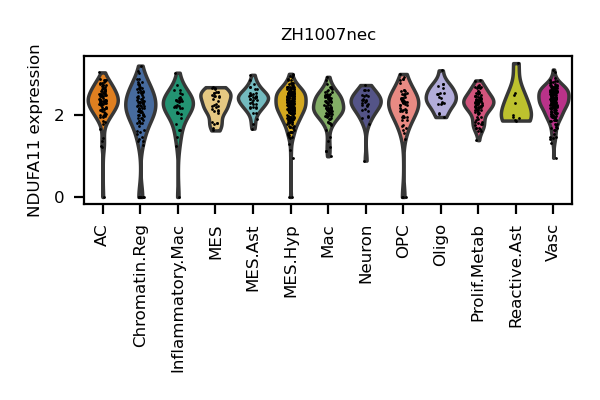 ZH1007nec
NDUFA11 expression
2
0
AC
Chromatin.Reg
Inflammatory.Mac
MES
MES.Ast
MES.Hyp
Mac
Neuron
OPC
Oligo
Prolif.Metab
Reactive.Ast
Vasc